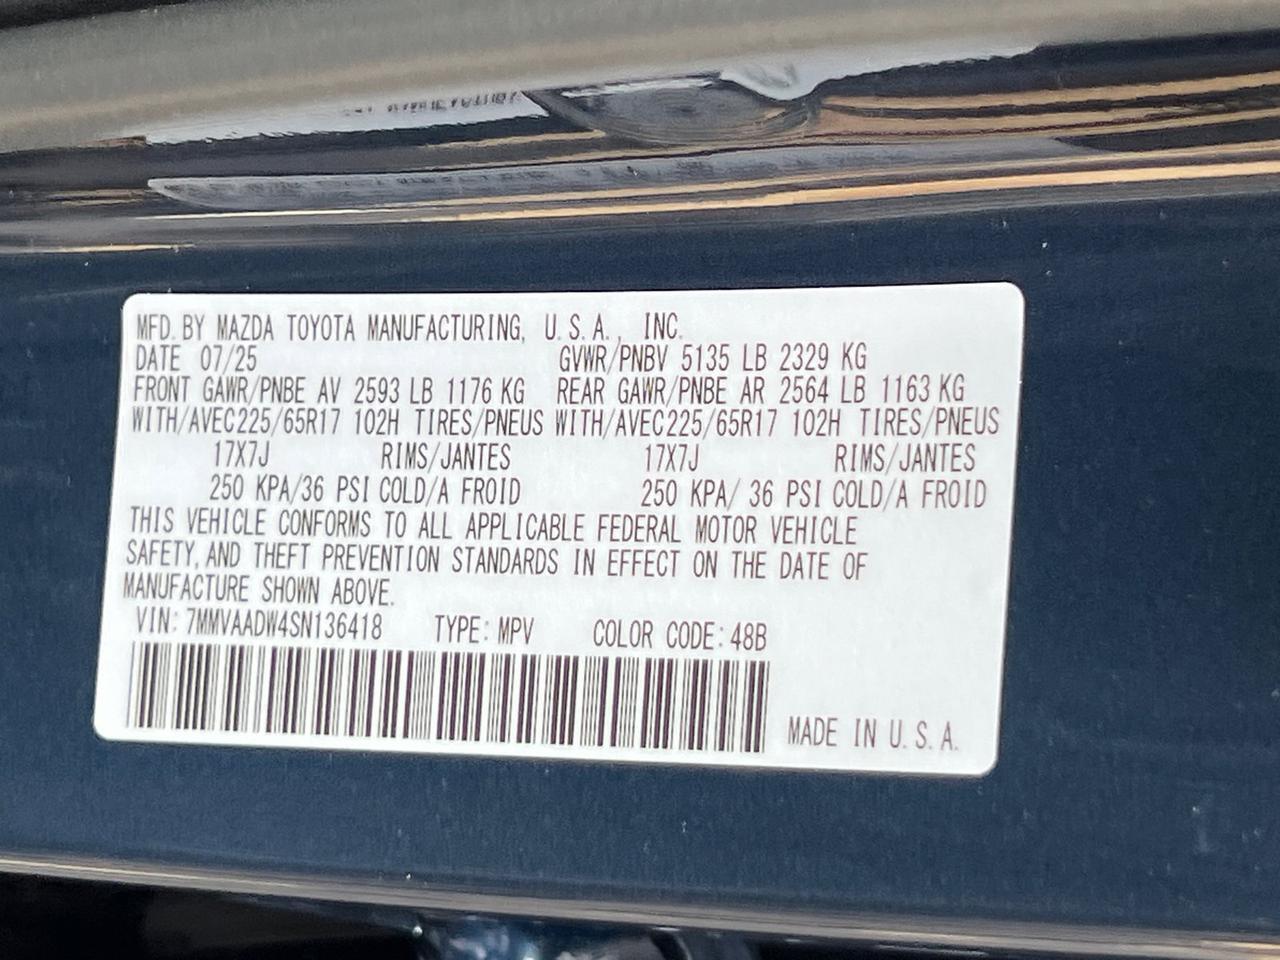 MFD. BY MAZDA TOYOTA MANUFACTURING, U.S.A., INC.
DATE 07/25 GVWR/PNBV 5135 LB 2329 KG
FRONT GAWR/PNBE AV 2593 LB 1176 KG REAR GAWR/PNBE AR 2564 LB 1163 KG
WITH/AVEC225/65R17 102H TIRES/PNEUS WITH/AVEC225/65R17 102H TIRES/PNEUS
17X7J RIMS/JANTES 17X7J RIMS/JANTES
250 KPA/36 PSI COLD/A FROID 250 KPA/ 36 PSI COLD/A FROID
THIS VEHICLE CONFORMS TO ALL APPLICABLE FEDERAL MOTOR VEHICLE
SAFETY, AND THEFT PREVENTION STANDARDS IN EFFECT ON THE DATE OF
MANUFACTURE SHOWN ABOVE.
VIN: 7MMVAADW4SN136418 TYPE: MPV COLOR CODE: 48B
MADE IN U.S.A.